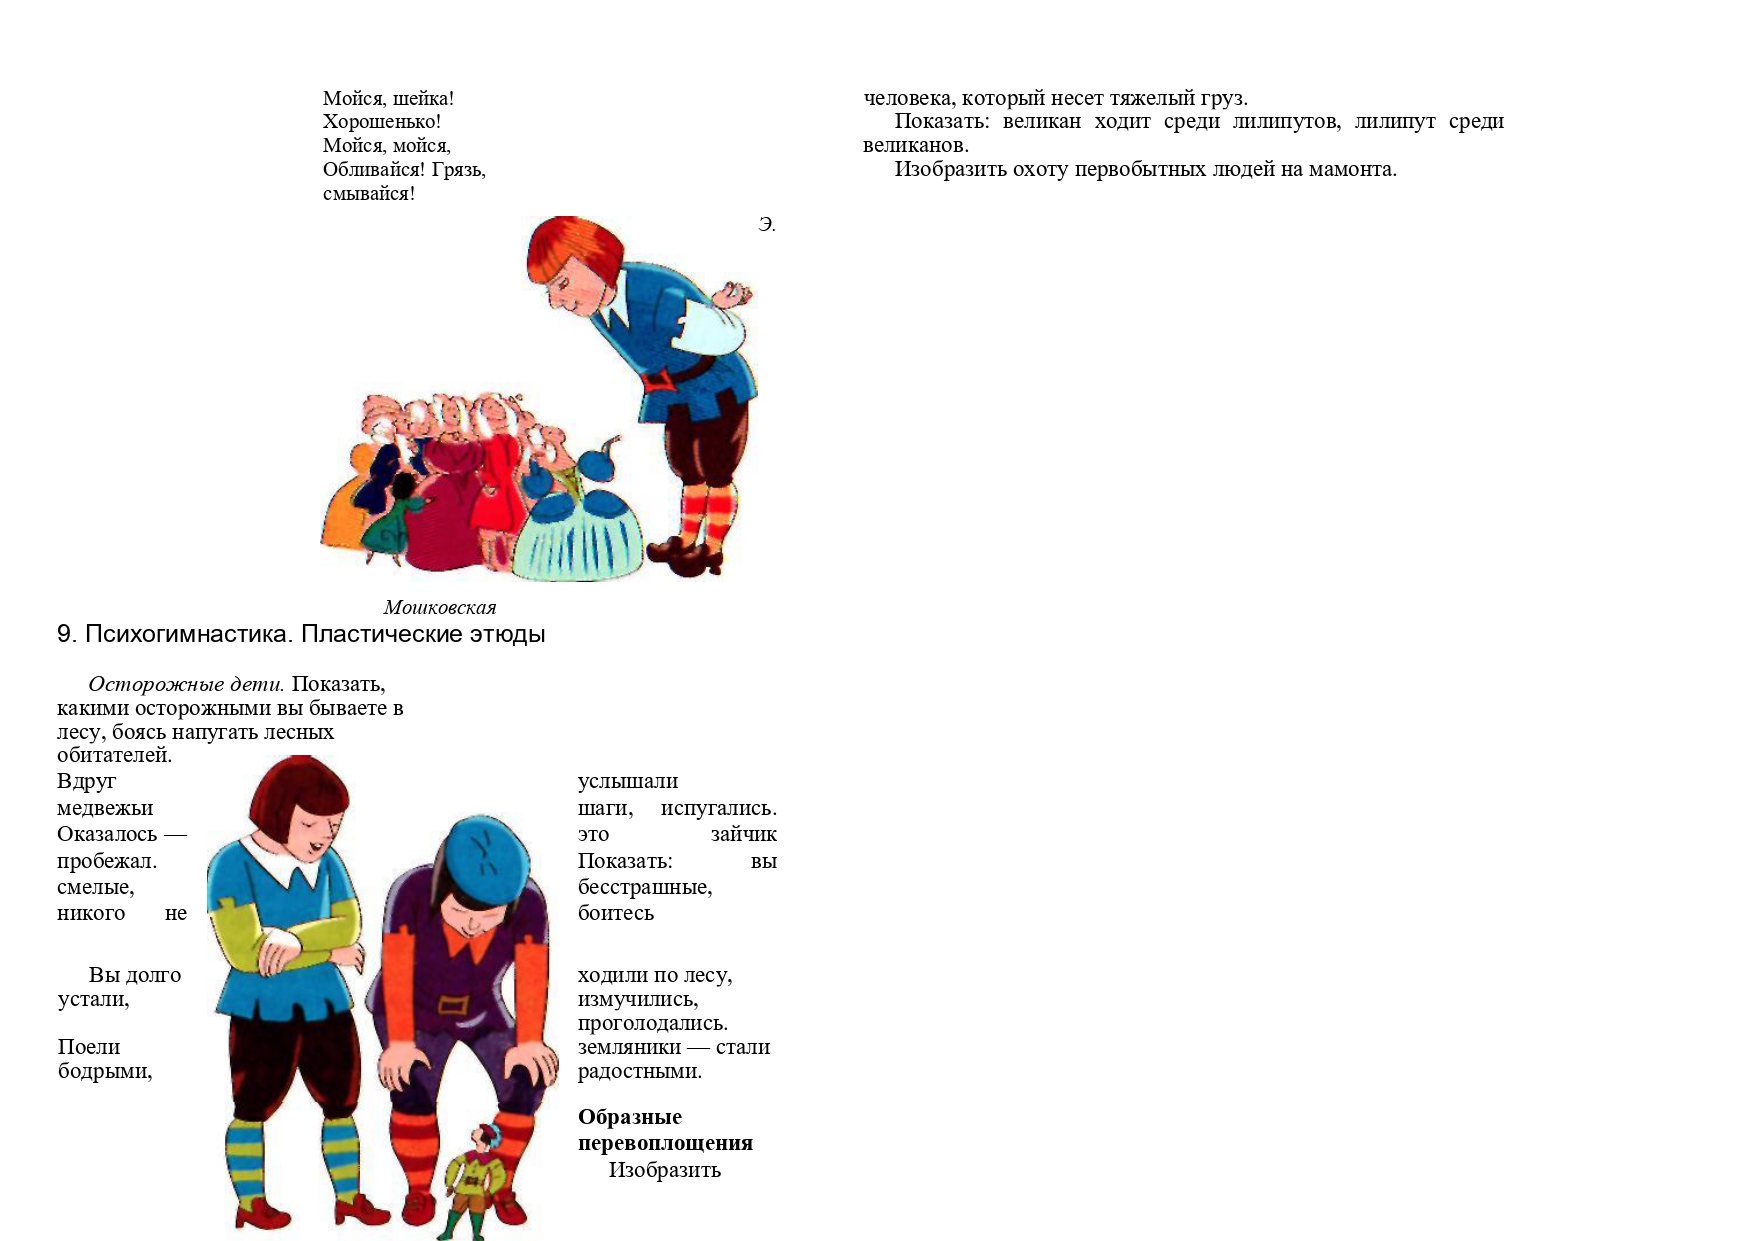 Мойся, шейка!
Хорошенько!
Мойся, мойся,
Обливайся! Грязь,
смывайся!
Э.
Мошковская
9. Психогимнастика. Пластические этюды
Осторожные дети. Показать,
какими осторожными вы бываете в
лесу, боясь напугать лесных
обитателей.
Вдруг услышали
медвежьи шаги, испугались.
Оказалось — это зайчик
пробежал. Показать: вы
смелые, бесстрашные,
никого не боитесь
Вы долго ходили по лесу,
устали, измучились,
проголодались.
Поели земляники — стали
бодрыми, радостными.
Образные
перевоплощения
Изобразить
человека, который несет тяжелый груз.
Показать: великан ходит среди лилипутов, лилипут среди
великанов.
Изобразить охоту первобытных людей на мамонта.